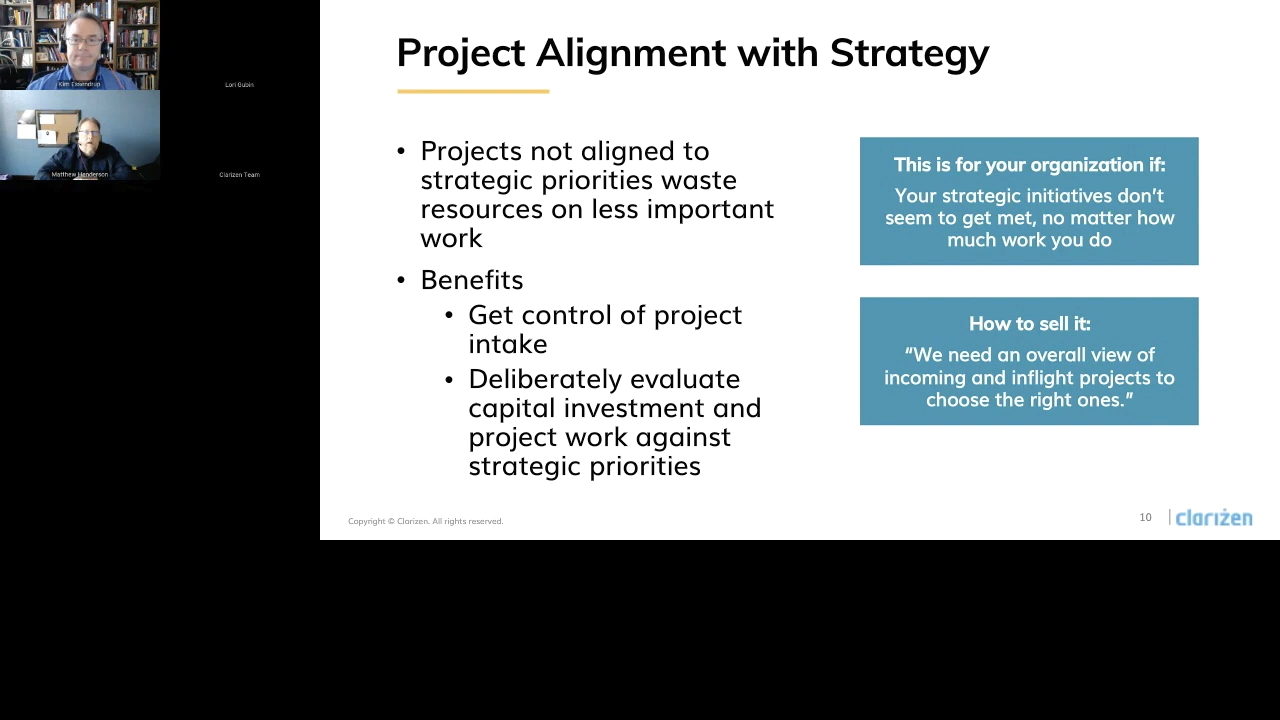 Kim Essendrup
Lori Gubin
Matthew Henderson
Clarizen Team
Project Alignment with Strategy
• Projects not aligned to
strategic priorities waste
resources on less important
work
• Benefits
• Get control of project
intake
• Deliberately evaluate
capital investment and
project work against
strategic priorities
This is for your organization if:
Your strategic initiatives don’t
seem to get met, no matter how
much work you do
How to sell it:
“We need an overall view of
incoming and inflight projects to
choose the right ones.”
Copyright © Clarizen. All rights reserved.
10
clarizen